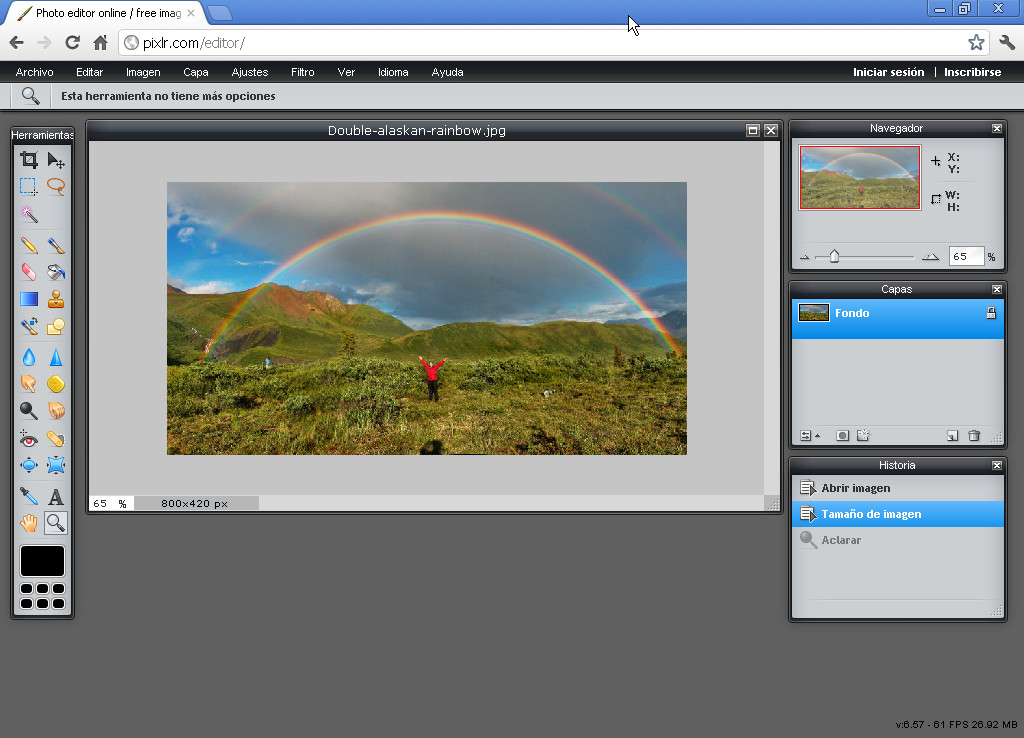 Photo editor online / free imag
pixlr.com/editor/
Archivo Editar Imagen Capa Ajustes Filtro Ver Idioma Ayuda Iniciar sesión | Inscribirse
Esta herramienta no tiene más opciones
Herramientas
Double-alaskan-rainbow.jpg
65 % 800x420 px
Navegador
X:
Y:
W:
H:
65 %
Capas
Fondo
Historia
Abrir imagen
Tamaño de imagen
Aclarar
v:6.57 - 61 FPS 26.92 MB